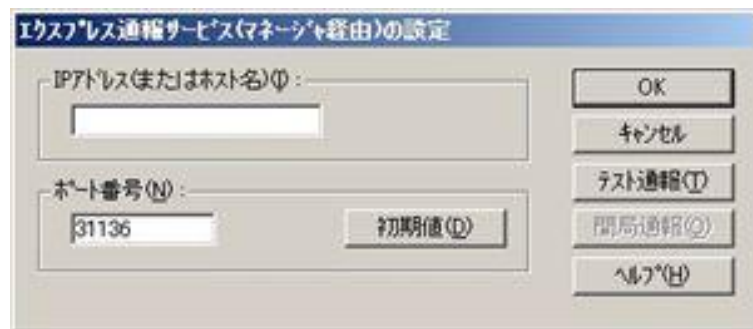 ｴｸｽﾌﾟﾚｽ通報ｻｰﾋﾞｽ(ﾏﾈｰｼﾞｬ経由)の設定
IPｱﾄﾞﾚｽ(またはﾎｽﾄ名)(I) :
OK
ｷｬﾝｾﾙ
ﾃｽﾄ通報(T)
ﾎﾟｰﾄ番号(N) :
31136
初期値(D)
開局通報(O)
ﾍﾙﾌﾟ(H)